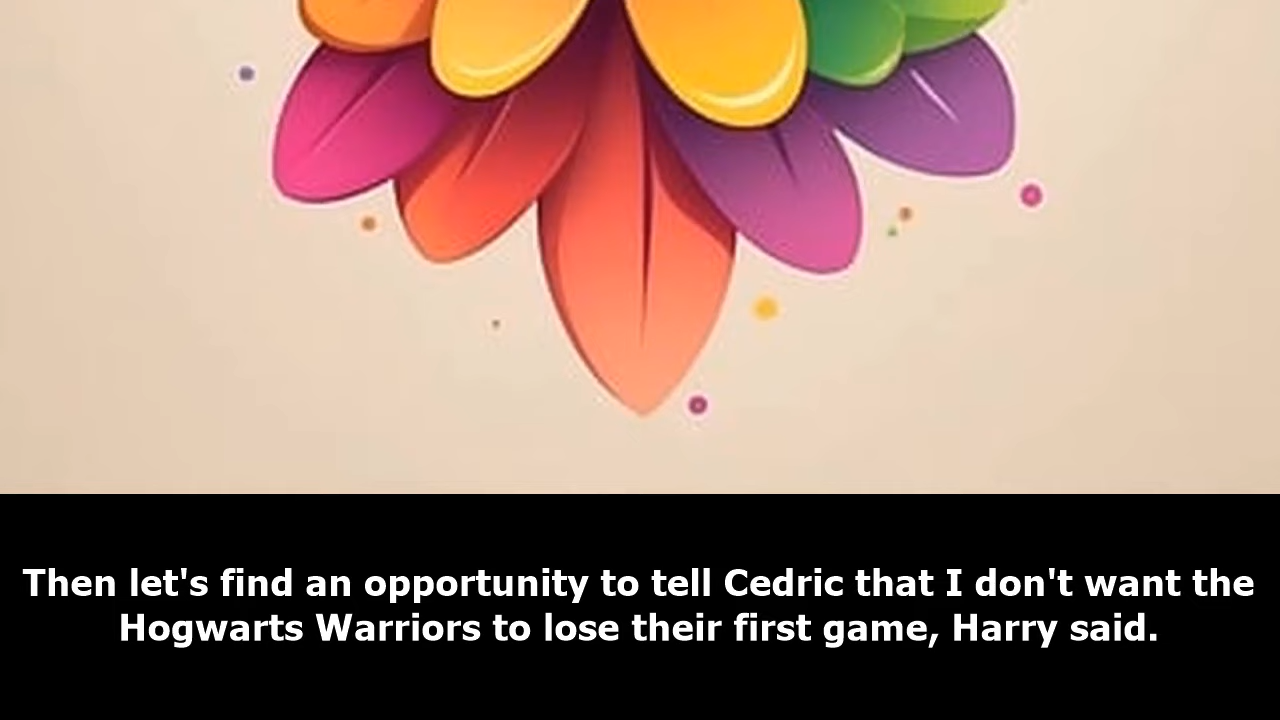 Then let's find an opportunity to tell Cedric that I don't want the
Hogwarts Warriors to lose their first game, Harry said.